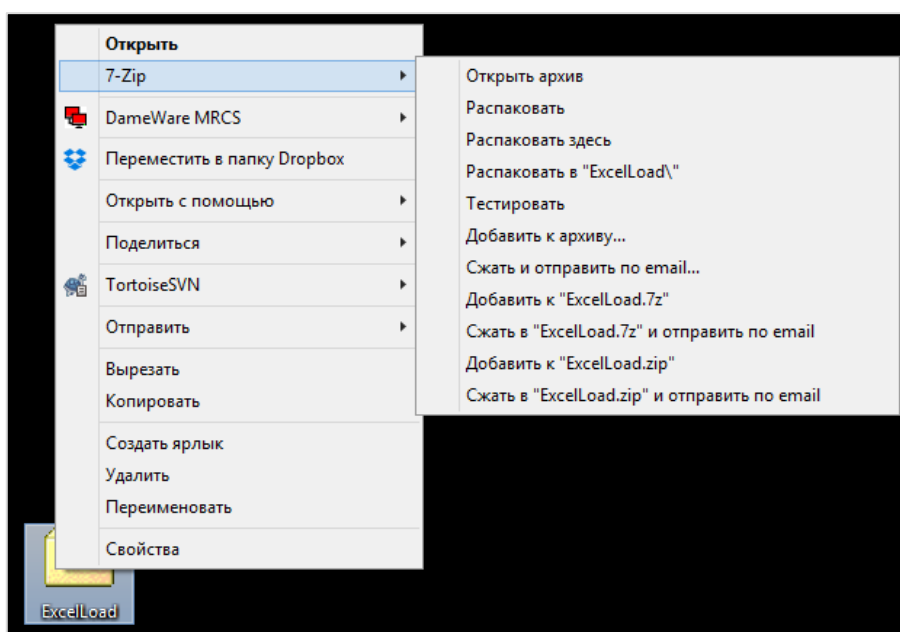 Открыть
7-Zip
DameWare MRCS
Переместить в папку Dropbox
Открыть с помощью
Поделиться
TortoiseSVN
Отправить
Вырезать
Копировать
Создать ярлык
Удалить
Переименовать
Свойства
Открыть архив
Распаковать
Распаковать здесь
Распаковать в "ExcelLoad\"
Тестировать
Добавить к архиву...
Сжать и отправить по email...
Добавить к "ExcelLoad.7z"
Сжать в "ExcelLoad.7z" и отправить по email
Добавить к "ExcelLoad.zip"
Сжать в "ExcelLoad.zip" и отправить по email
ExcelLoad